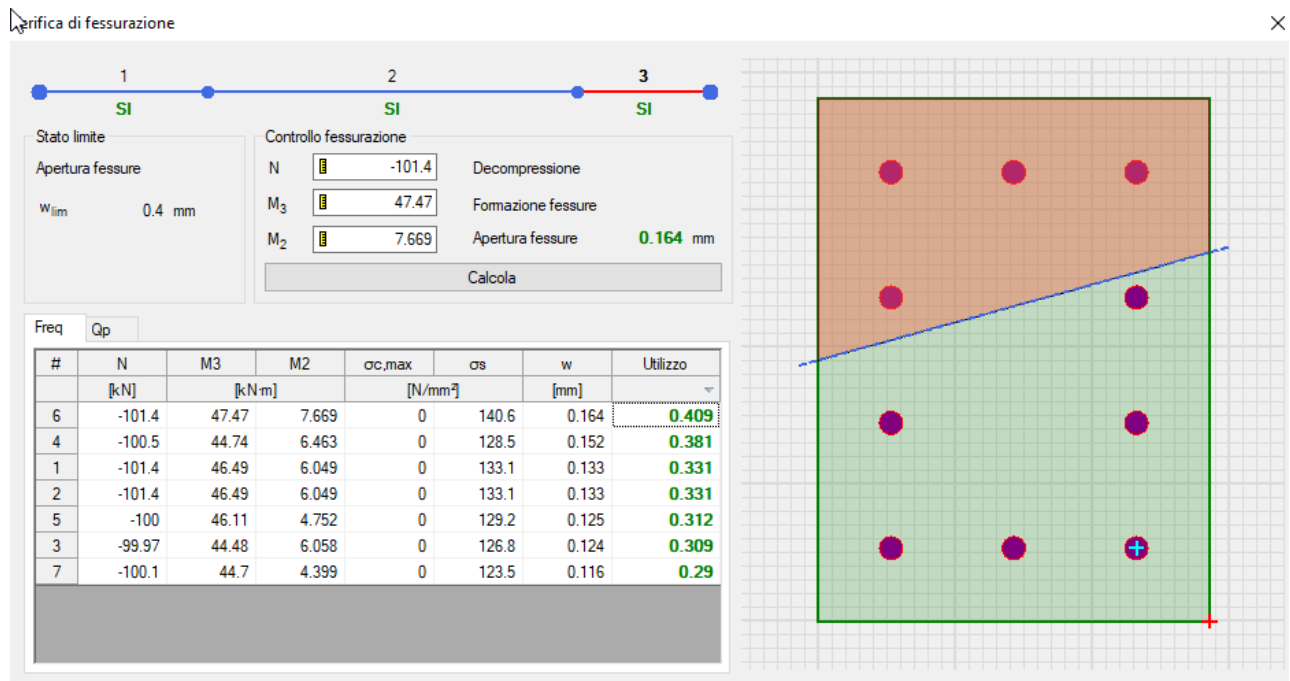 erifica di fessurazione
1 2 3
SI SI SI
Stato limite
Apertura fessure
wlim 0.4 mm
Controllo fessurazione
N -101.4 Decompressione
M3 47.47 Formazione fessure
M2 7.669 Apertura fessure 0.164 mm
Calcola
Freq Qp
# N M3 M2 σc,max σs w Utilizzo
[kN] [kN·m] [N/mm²] [mm]
6 -101.4 47.47 7.669 0 140.6 0.164 0.409
4 -100.5 44.74 6.463 0 128.5 0.152 0.381
1 -101.4 46.49 6.049 0 133.1 0.133 0.331
2 -101.4 46.49 6.049 0 133.1 0.133 0.331
5 -100 46.11 4.752 0 129.2 0.125 0.312
3 -99.97 44.48 6.058 0 126.8 0.124 0.309
7 -100.1 44.7 4.399 0 123.5 0.116 0.29